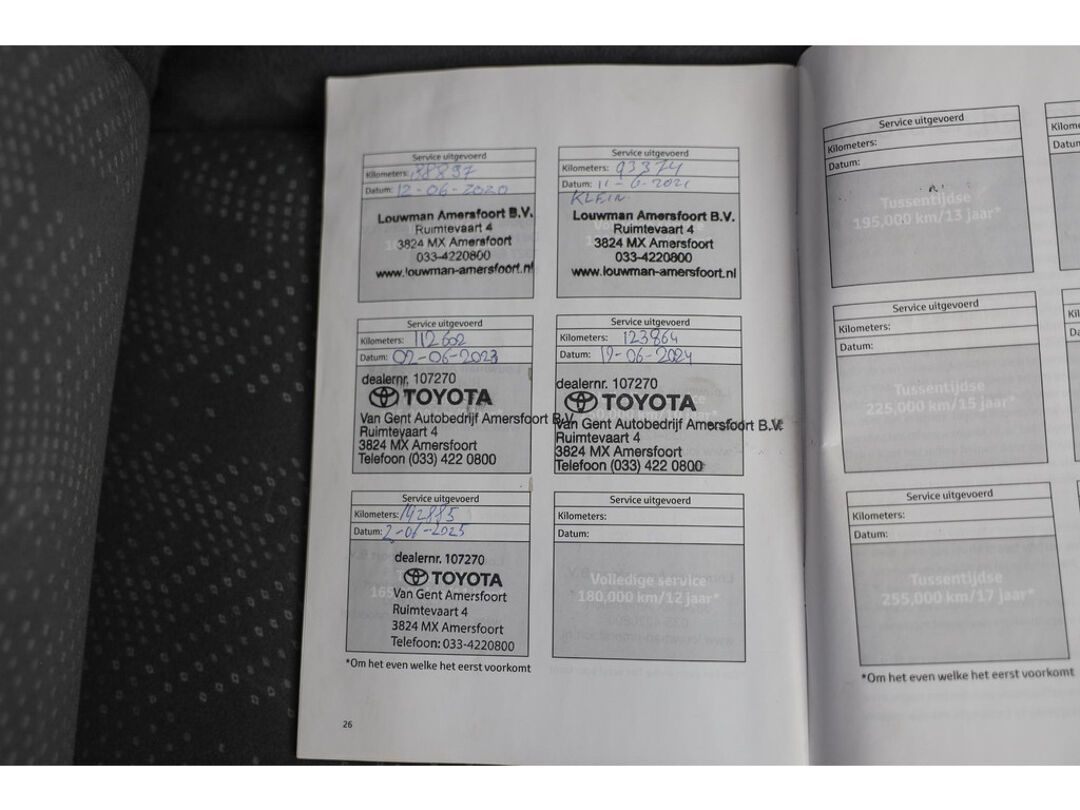 Service uitgevoerd
Kilometers: 88897
Datum: 12-06-2020
Louwman Amersfoort B.V.
Ruimtevaart 4
3824 MX Amersfoort
033-4220800
www.louwman-amersfoort.nl
Service uitgevoerd
Kilometers: 93374
Datum: 11-6-2021
KLEIN
Louwman Amersfoort B.V.
Ruimtevaart 4
3824 MX Amersfoort
033-4220800
www.louwman-amersfoort.nl
Service uitgevoerd
Kilometers: 112602
Datum: 02-06-2023
dealernr. 107270
TOYOTA
Van Gent Autobedrijf Amersfoort B.V.
Ruimtevaart 4
3824 MX Amersfoort
Telefoon (033) 422 0800
Service uitgevoerd
Kilometers: 123864
Datum: 12-06-2024
dealernr. 107270
TOYOTA
Van Gent Autobedrijf Amersfoort B.V.
Ruimtevaart 4
3824 MX Amersfoort
Telefoon (033) 422 0800
Service uitgevoerd
Kilometers: 142885
Datum: 2-01-2025
dealernr. 107270
TOYOTA
Van Gent Amersfoort
Ruimtevaart 4
3824 MX Amersfoort
Telefoon: 033-4220800
Service uitgevoerd
Kilometers:
Datum:
Volledige service
180,000 km/12 jaar*
*Om het even welke het eerst voorkomt
26
Service uitgevoerd
Kilometers:
Datum:
Tussentijdse
195,000 km/13 jaar*
Service uitgevoerd
Kilometers:
Datum:
Tussentijdse
225,000 km/15 jaar*
Service uitgevoerd
Kilometers:
Datum:
Tussentijdse
255,000 km/17 jaar*
*Om het even welke het eerst voorkomt